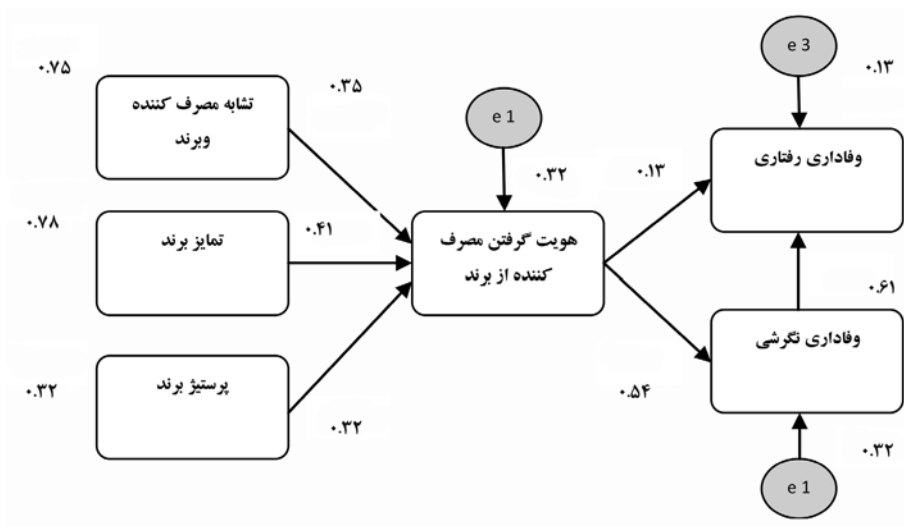 e 3
۰.۱۳
۰.۷۵
۰.۳۵
تشابه مصرف کننده
وبرند
e 1
۰.۳۲
۰.۱۳
وفاداری رفتاری
۰.۷۸
تمایز برند
۰.۴۱
هویت گرفتن مصرف
کننده از برند
۰.۶۱
وفاداری نگرشی
۰.۳۲
پرستیژ برند
۰.۳۲
۰.۵۴
۰.۳۲
e 1